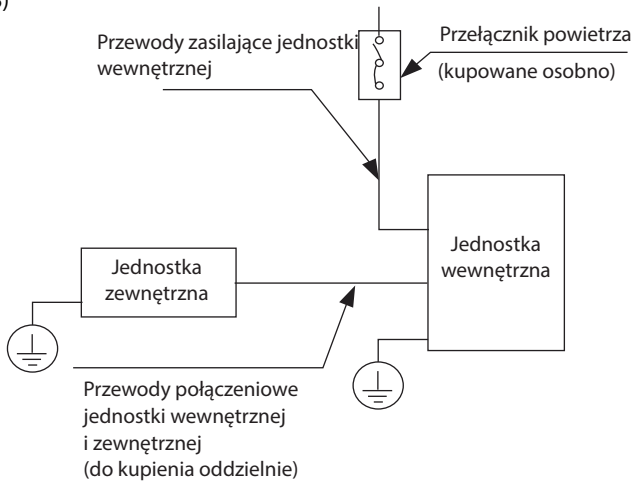 Przewody zasilające jednostki
wewnętrznej
Przełącznik powietrza
(kupowane osobno)
Jednostka
wewnętrzna
Jednostka
zewnętrzna
Przewody połączeniowe
jednostki wewnętrznej
i zewnętrznej
(do kupienia oddzielnie)